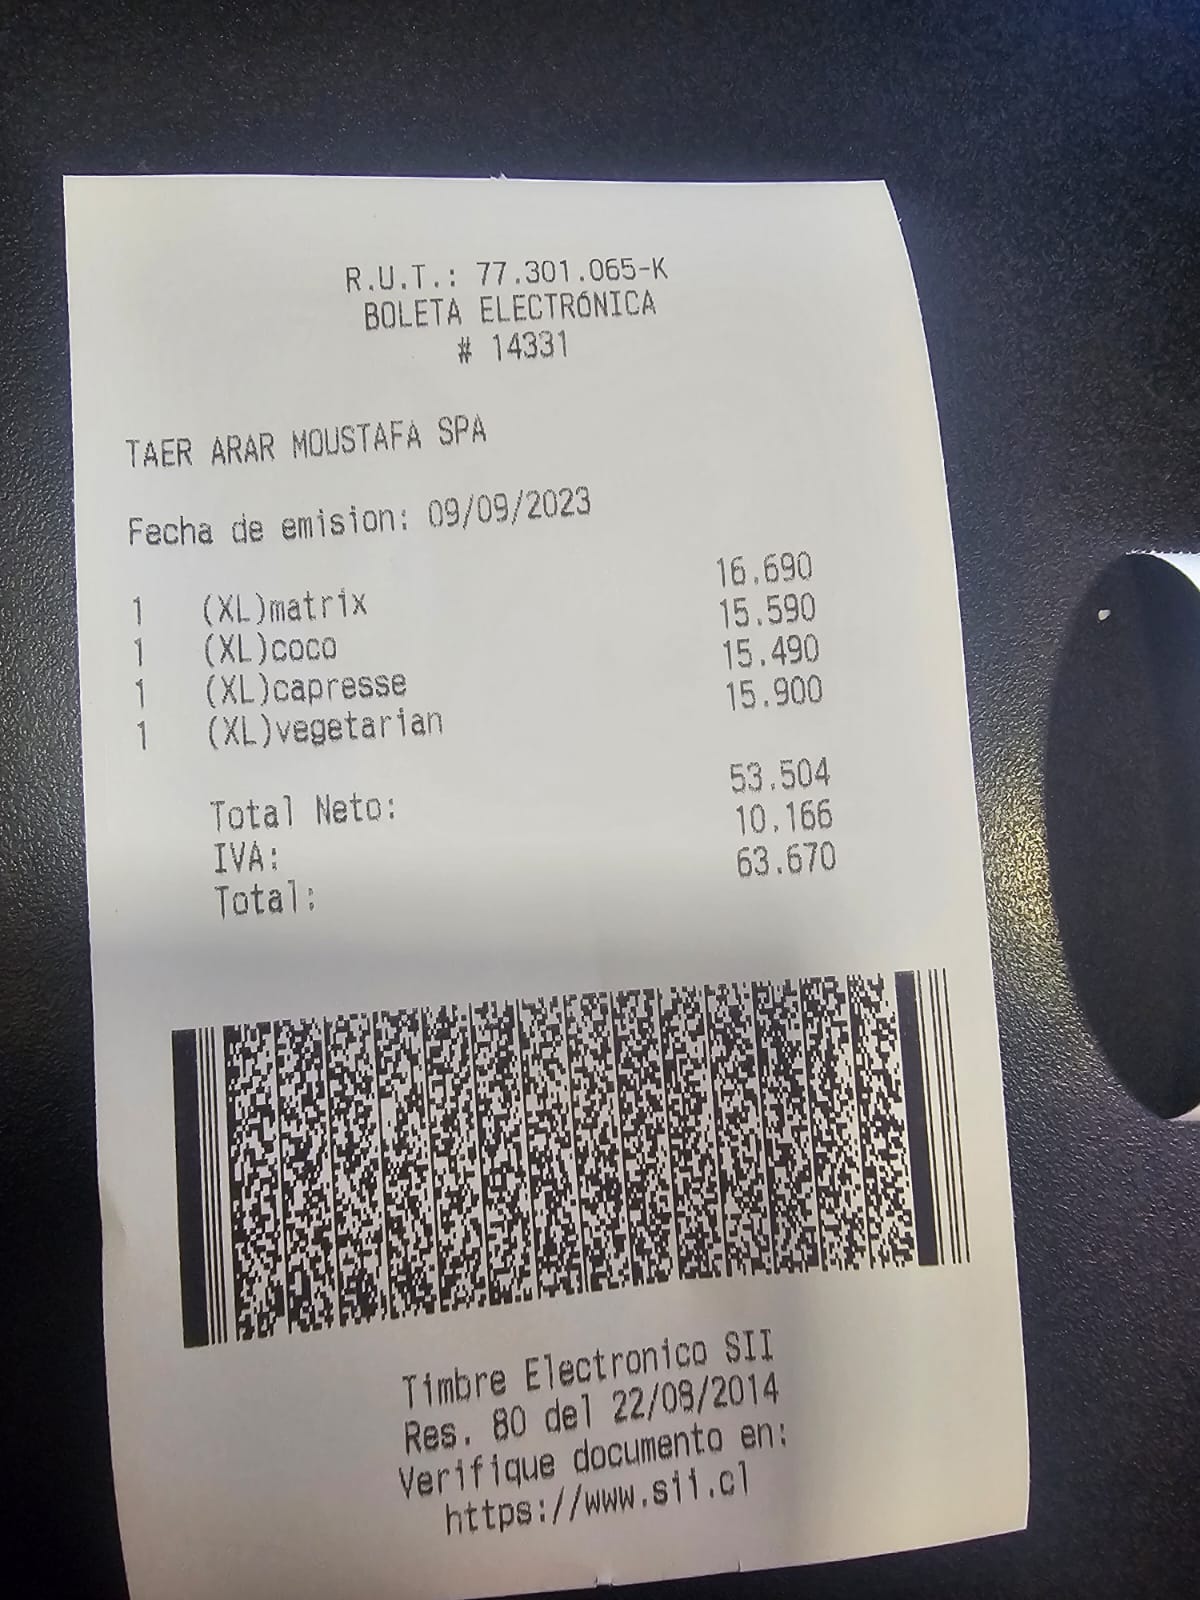 R.U.T.: 77.301.065-K
BOLETA ELECTRÓNICA
# 14331
TAER ARAR MOUSTAFA SPA
Fecha de emision: 09/09/2023
1 (XL)matrix 16.690
1 (XL)coco 15.590
1 (XL)capresse 15.490
1 (XL)vegetarian 15.900
Total Neto: 53.504
IVA: 10.166
Total: 63.670
Timbre Electronico SII
Res. 80 del 22/08/2014
Verifique documento en:
https://www.sii.cl